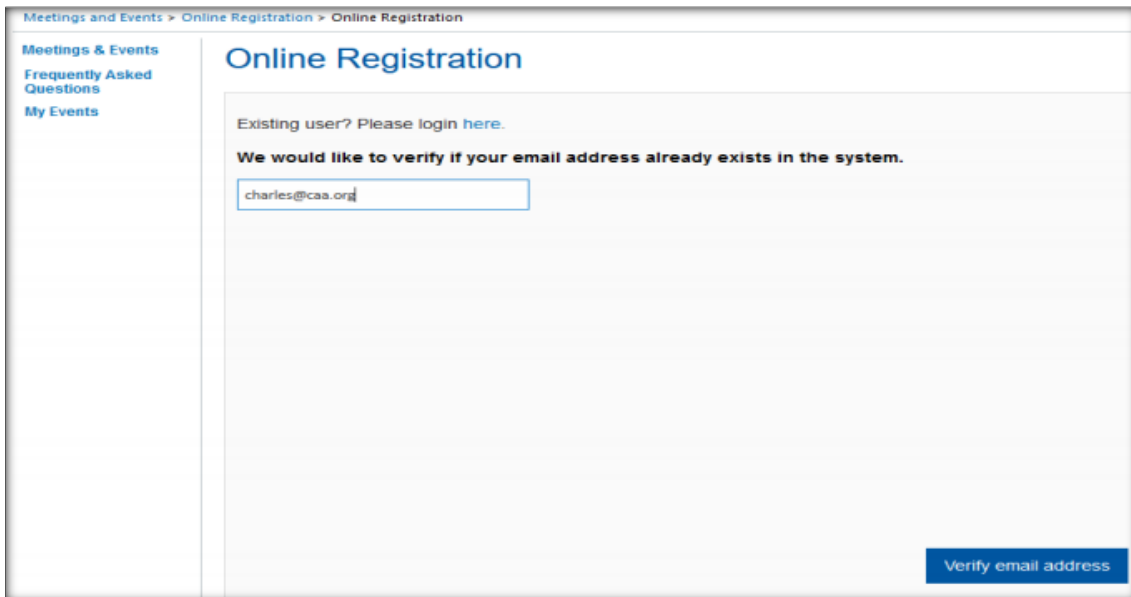 Meetings and Events > Online Registration > Online Registration
Meetings & Events
Frequently Asked
Questions
My Events
Online Registration
Existing user? Please login here.
We would like to verify if your email address already exists in the system.
charles@caa.org
Verify email address